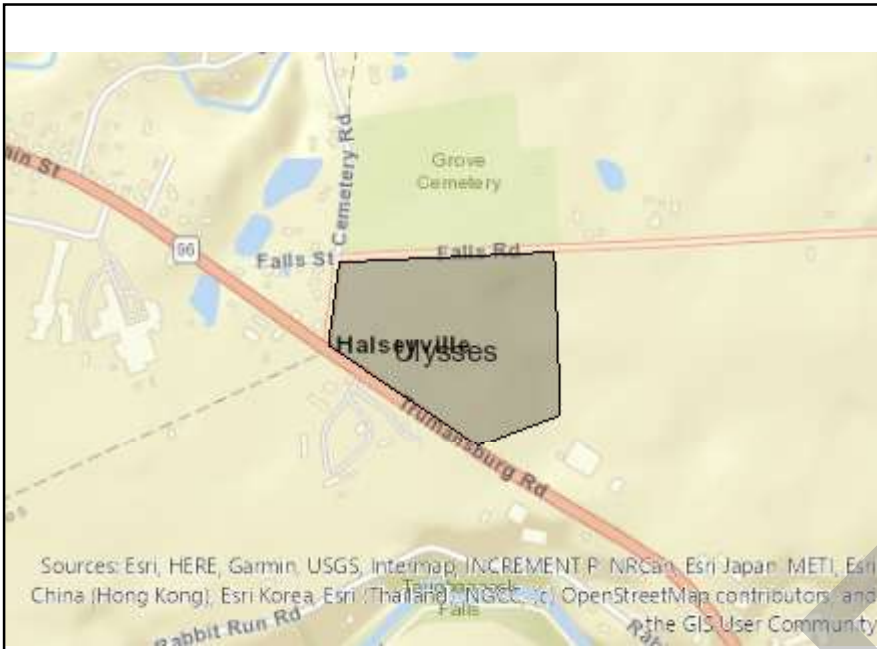 Cemetery Rd
Grove
Cemetery
ain St
96
Falls St
Falls Rd
Halseyville
Ulysses
Trumansburg Rd
Sources: Esri, HERE, Garmin, USGS, Intermap, INCREMENT P, NRCan, Esri Japan, METI, Esri
China (Hong Kong), Esri Korea, Esri (Thailand), NGCC, (c) OpenStreetMap contributors, and
the GIS User Community
Taughannock
Falls
Rabbit Run Rd